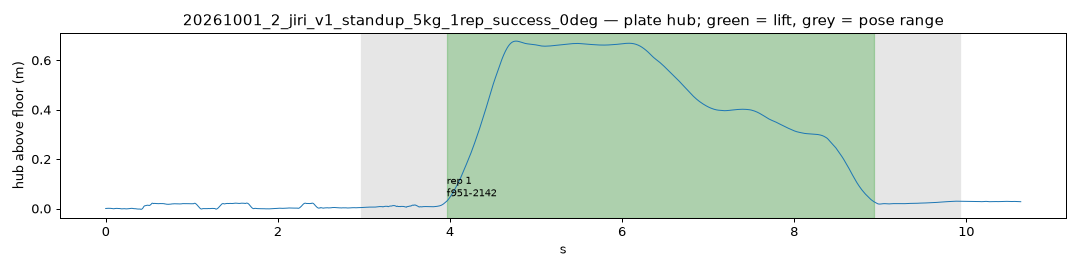 20261001_2_jiri_v1_standup_5kg_1rep_success_0deg — plate hub; green = lift, grey = pose range
hub above floor (m)
0.6
0.4
0.2
0.0
rep 1
f951-2142
0 2 4 6 8 10
s